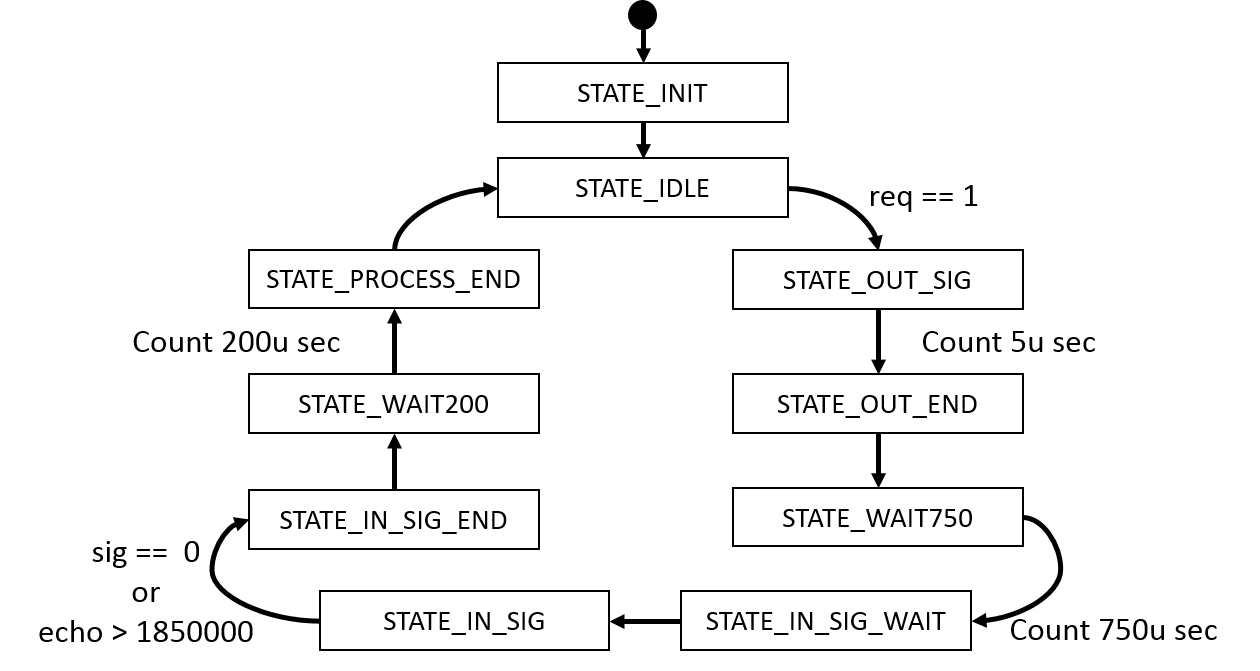 STATE_INIT
STATE_IDLE
req == 1
STATE_PROCESS_END
STATE_OUT_SIG
Count 200u sec
Count 5u sec
STATE_WAIT200
STATE_OUT_END
STATE_IN_SIG_END
STATE_WAIT750
sig == 0
or
echo > 1850000
STATE_IN_SIG
STATE_IN_SIG_WAIT
Count 750u sec